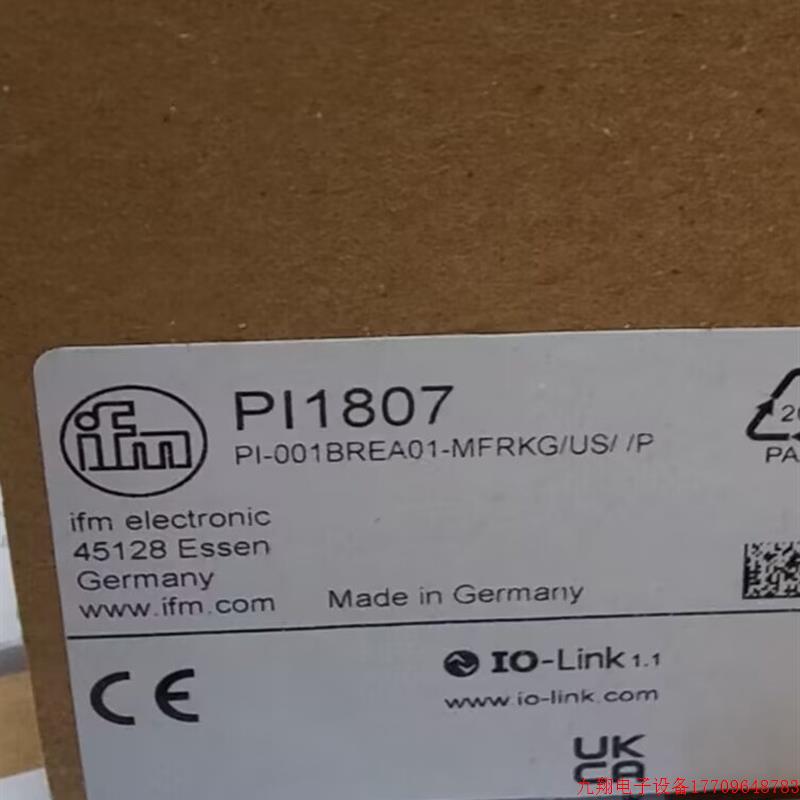 ifm
PI1807
PI-001BREA01-MFRKG/US/ /P
ifm electronic
45128 Essen
Germany
www.ifm.com
Made in Germany
CE
IO-Link 1.1
www.io-link.com
UK
CA
九翔电子设备17709648783